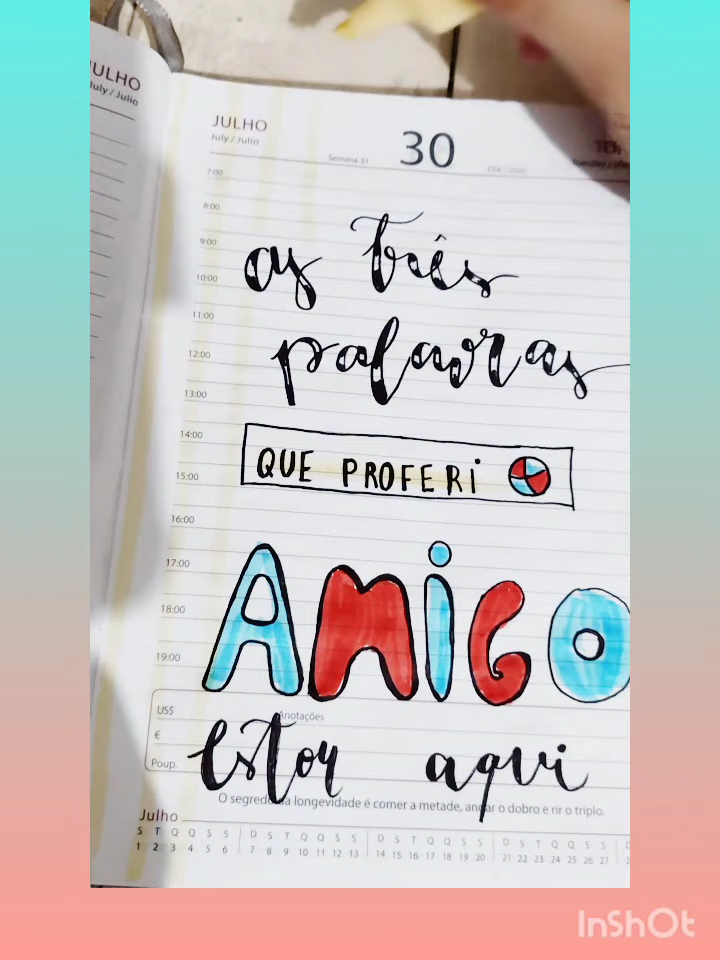 JULHO
July / Julio
JULHO
July / Julio
Semana 31
30
7:00
8:00
9:00
10:00
11:00
12:00
13:00
14:00
15:00
16:00
17:00
18:00
19:00
as três
palavras
QUE PROFERi
AMiGO
estou aqui
US$
Anotações
€
Poup.
O segredo da longevidade é comer a metade, andar o dobro e rir o triplo.
Julho
S T Q Q S S D S T Q Q S S D S T Q Q S S D S T Q Q S S
1 2 3 4 5 6 7 8 9 10 11 12 13 14 15 16 17 18 19 20 21 22 23 24 25 26 27
InShOt